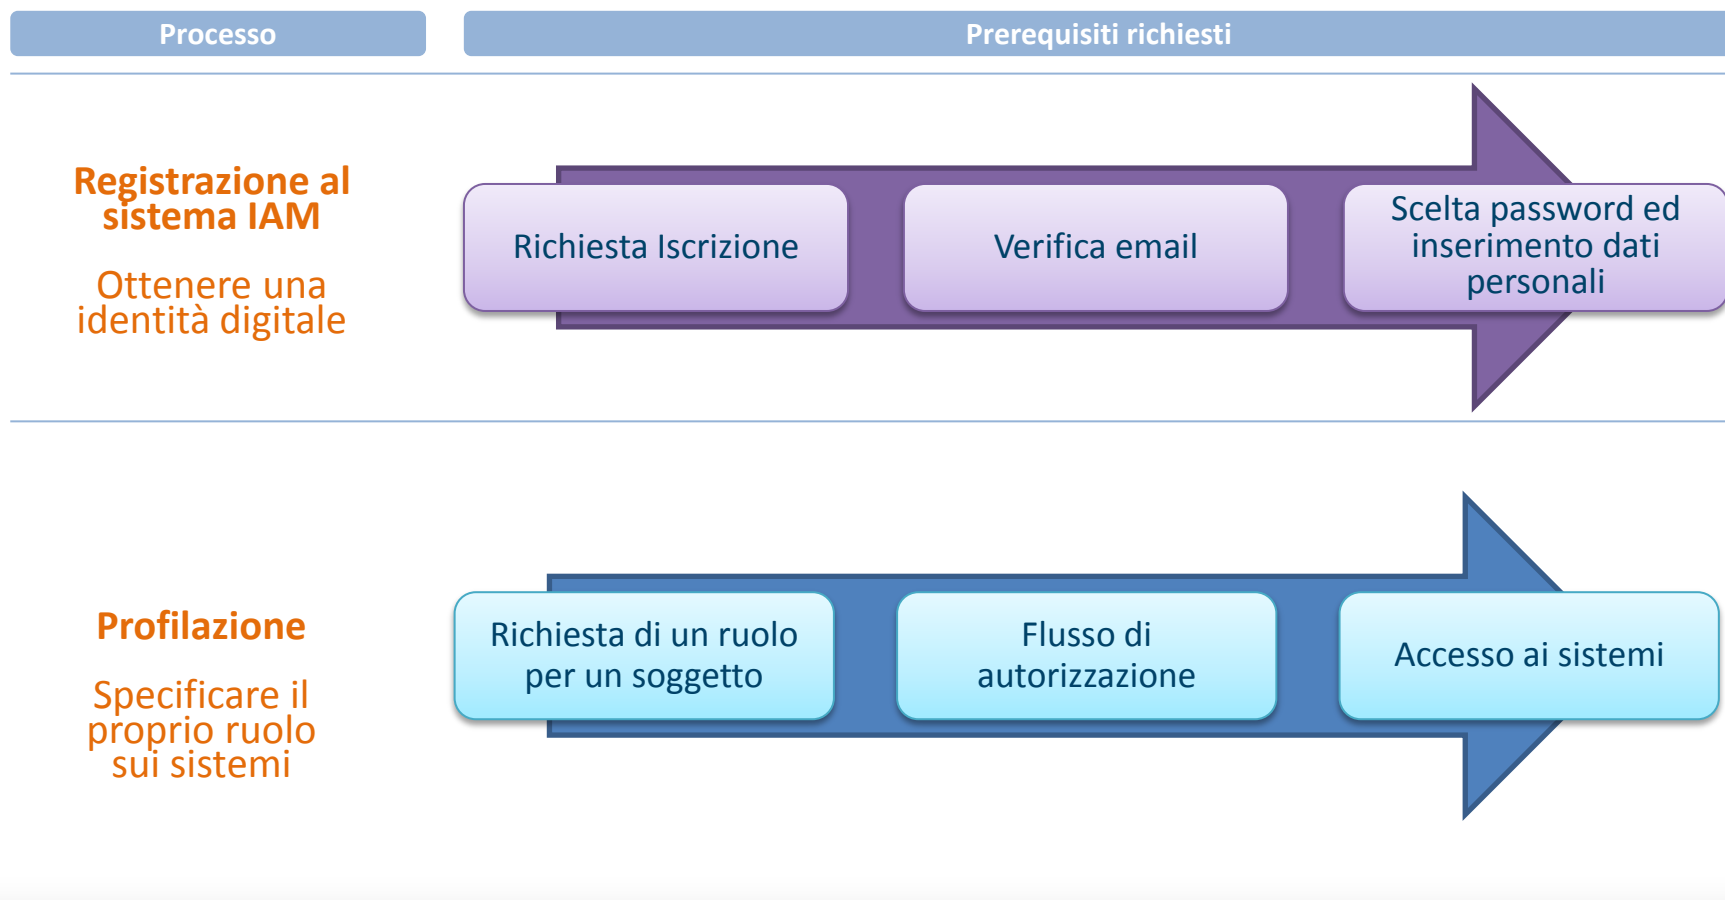 Processo
Prerequisiti richiesti
Registrazione al
sistema IAM
Ottenere una
identità digitale
Richiesta Iscrizione
Verifica email
Scelta password ed
inserimento dati
personali
Profilazione
Specificare il
proprio ruolo
sui sistemi
Richiesta di un ruolo
per un soggetto
Flusso di
autorizzazione
Accesso ai sistemi